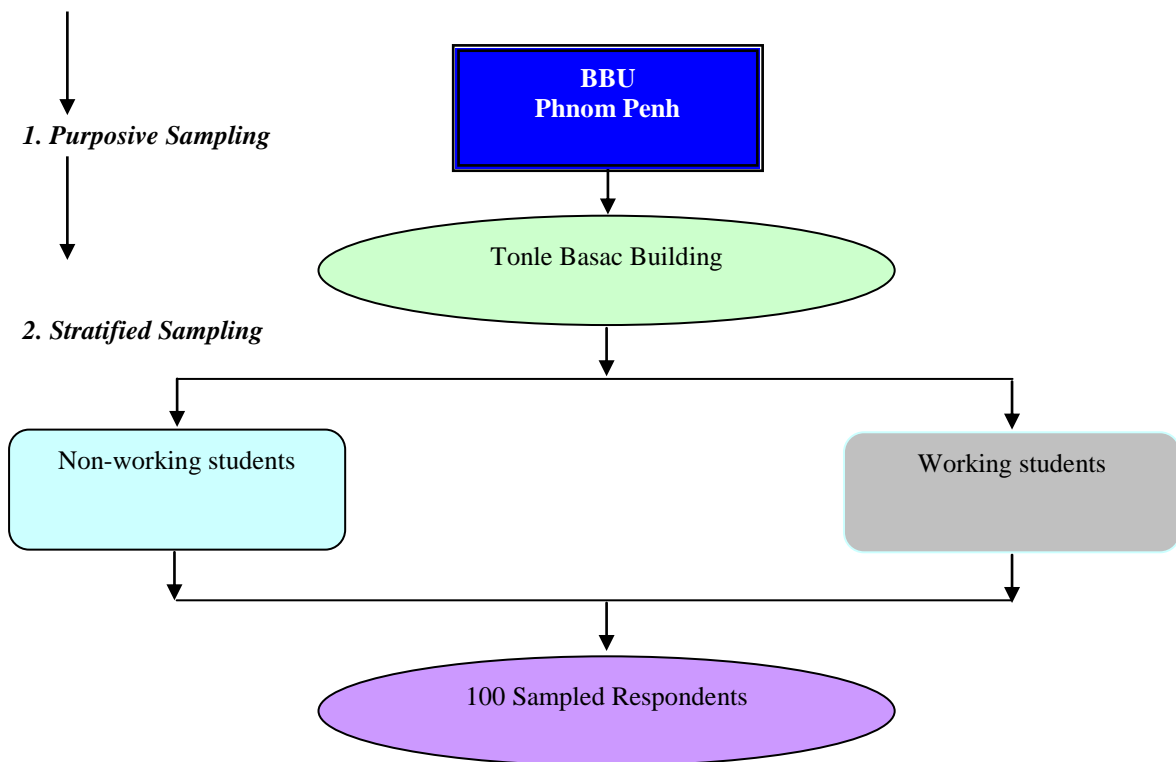 BBU
Phnom Penh
1. Purposive Sampling
Tonle Basac Building
2. Stratified Sampling
Non-working students
Working students
100 Sampled Respondents